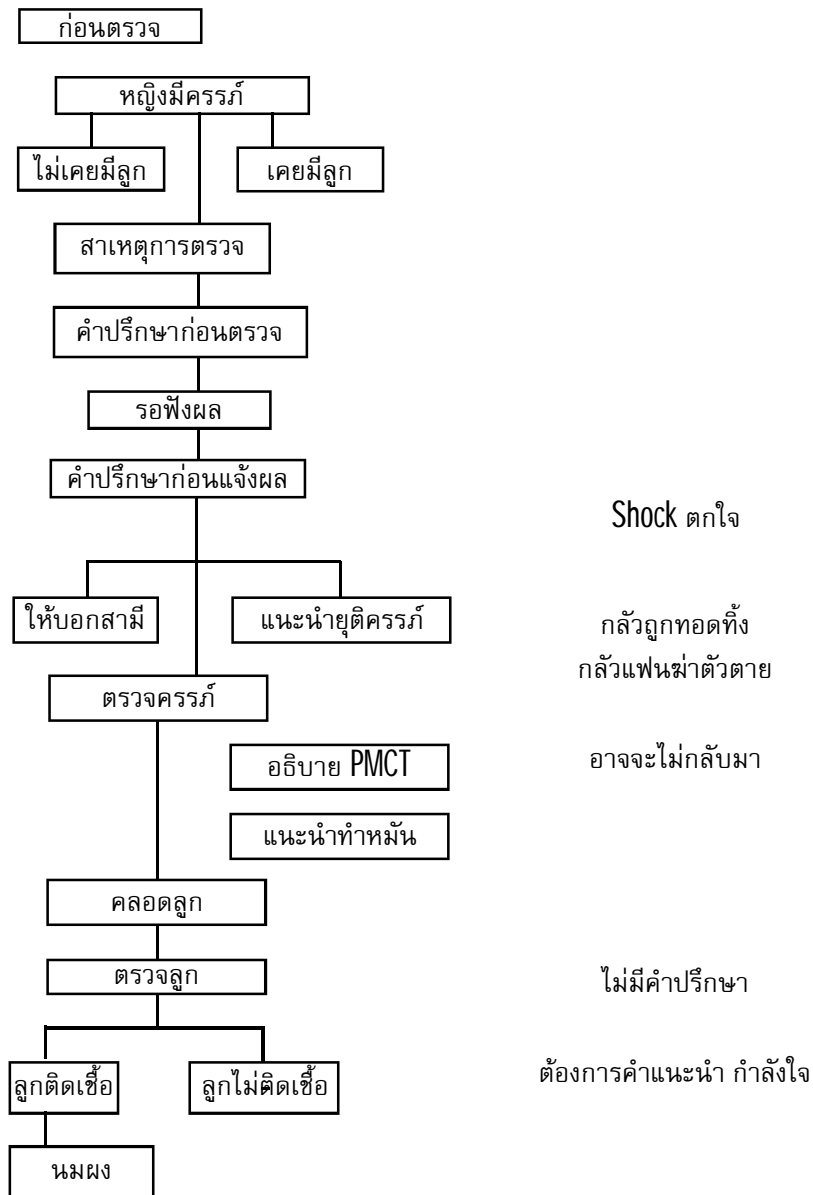 ก่อนตรวจ
หญิงมีครรภ์
ไม่เคยมีลูก
เคยมีลูก
สาเหตุการตรวจ
คำปรึกษาก่อนตรวจ
รอฟังผล
คำปรึกษาก่อนแจ้งผล
Shock ตกใจ
ให้บอกสามี
แนะนำยุติครรภ์
กลัวถูกทอดทิ้ง
กลัวแฟนฆ่าตัวตาย
ตรวจครรภ์
อธิบาย PMCT
อาจจะไม่กลับมา
แนะนำทำหมัน
คลอดลูก
ตรวจลูก
ไม่มีคำปรึกษา
ลูกติดเชื้อ
ลูกไม่ติดเชื้อ
ต้องการคำแนะนำ กำลังใจ
นมผง